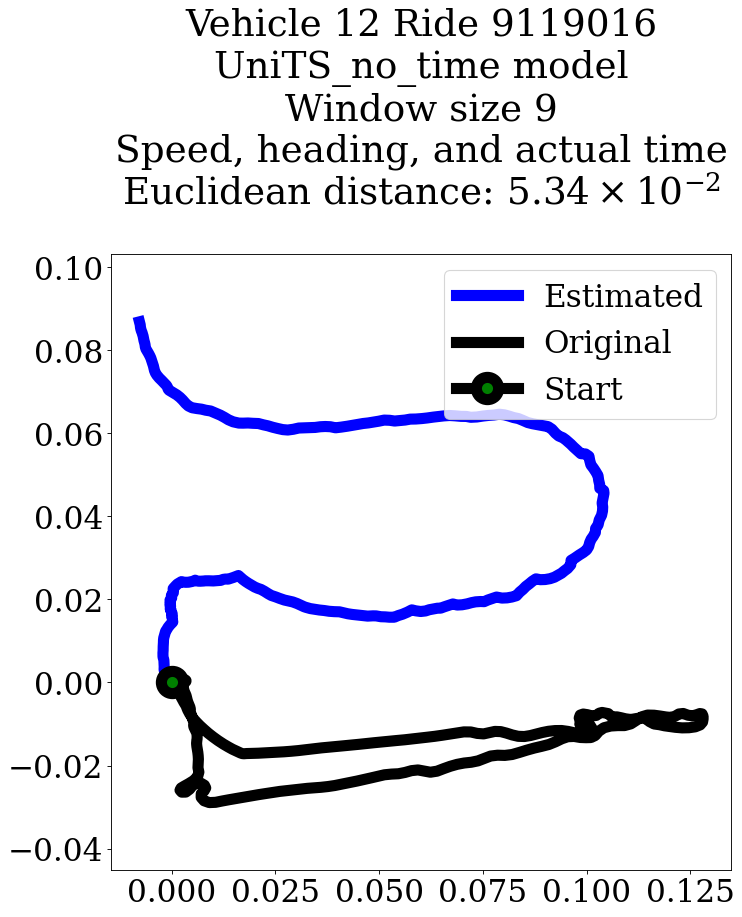 Vehicle 12 Ride 9119016
UniTS_no_time model
Window size 9
Speed, heading, and actual time
Euclidean distance: 5.34 × 10⁻²
0.10
0.08
0.06
0.04
0.02
0.00
−0.02
−0.04
Estimated
Original
Start
0.000 0.025 0.050 0.075 0.100 0.125